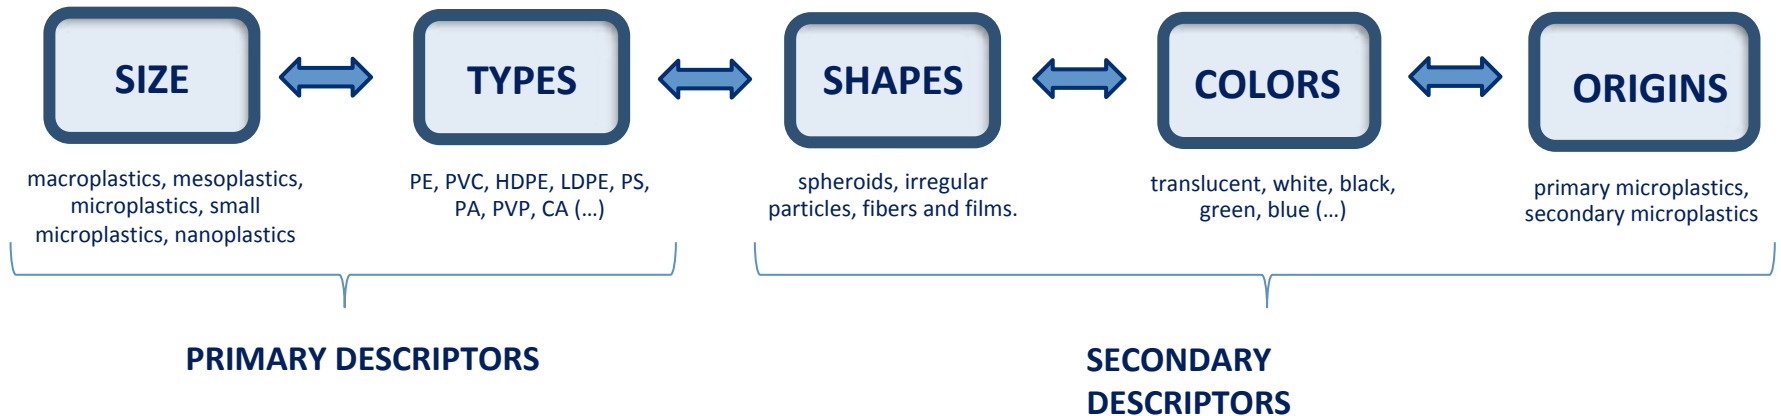 SIZE
TYPES
SHAPES
COLORS
ORIGINS
macroplastics, mesoplastics,
microplastics, small
microplastics, nanoplastics
PE, PVC, HDPE, LDPE, PS,
PA, PVP, CA (...)
spheroids, irregular
particles, fibers and films.
translucent, white, black,
green, blue (...)
primary microplastics,
secondary microplastics
PRIMARY DESCRIPTORS
SECONDARY
DESCRIPTORS